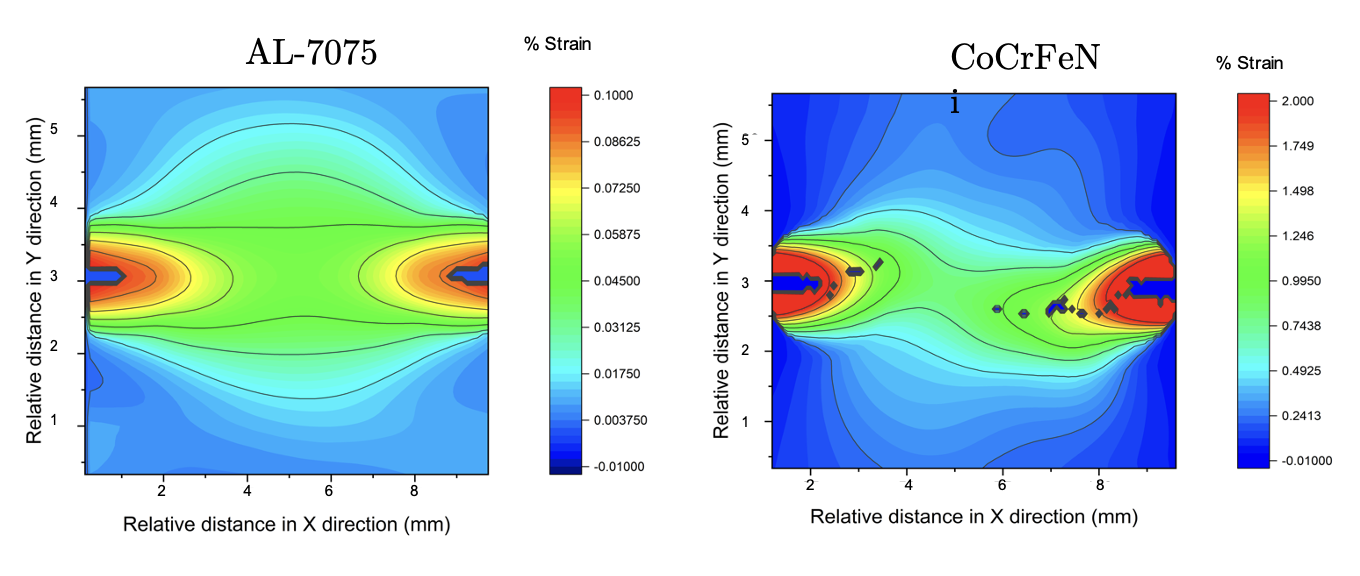 AL-7075
% Strain
0.1000
0.08625
0.07250
0.05875
0.04500
0.03125
0.01750
0.003750
-0.01000
5
4
3
2
1
2 4 6 8
Relative distance in Y direction (mm)
Relative distance in X direction (mm)
CoCrFeN
i
% Strain
2.000
1.749
1.498
1.246
0.9950
0.7438
0.4925
0.2413
-0.01000
5
4
3
2
1
2 4 6 8
Relative distance in Y direction (mm)
Relative distance in X direction (mm)